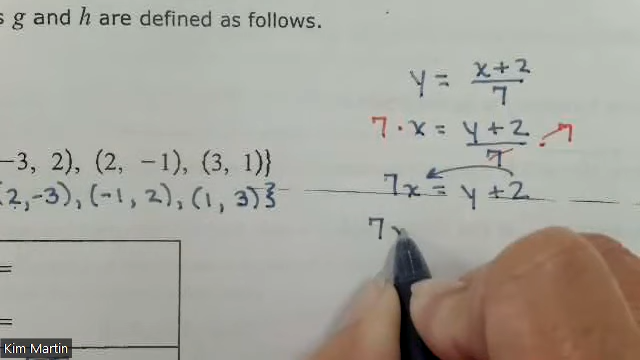 s g and h are defined as follows.
y = x+2/7
7 · x = y+2/7 · 7
-3, 2), (2, -1), (3, 1)}
(2,-3), (-1, 2), (1, 3)}
7x = y+2
7x
=
=
Kim Martin